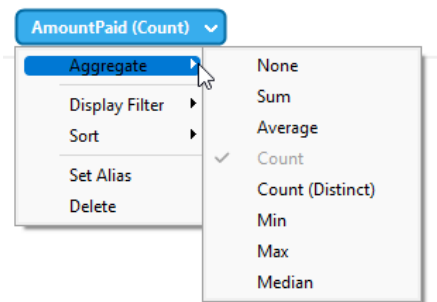 AmountPaid (Count)
Aggregate
Display Filter
Sort
Set Alias
Delete
None
Sum
Average
Count
Count (Distinct)
Min
Max
Median